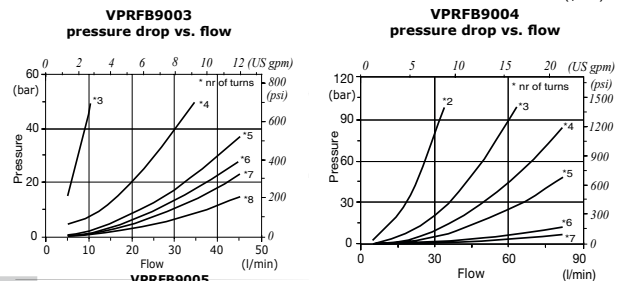 VPRFB9003
pressure drop vs. flow
0 2 4 6 8 10 12 (US gpm)
60
(bar)
40
20
0
Pressure
* nr of turns
*3
*4
*5
*6
*7
*8
800
(psi)
600
400
200
0
0 10 20 30 40 50
Flow (l/min)
VPRFB9004
pressure drop vs. flow
0 5 10 15 20 (US gpm)
120
(bar)
90
60
30
0
Pressure
* nr of turns
*2
*3
*4
*5
*6
*7
(psi)
1500
1200
900
600
300
0
0 30 60 90
Flow (l/min)
VPRFB9005